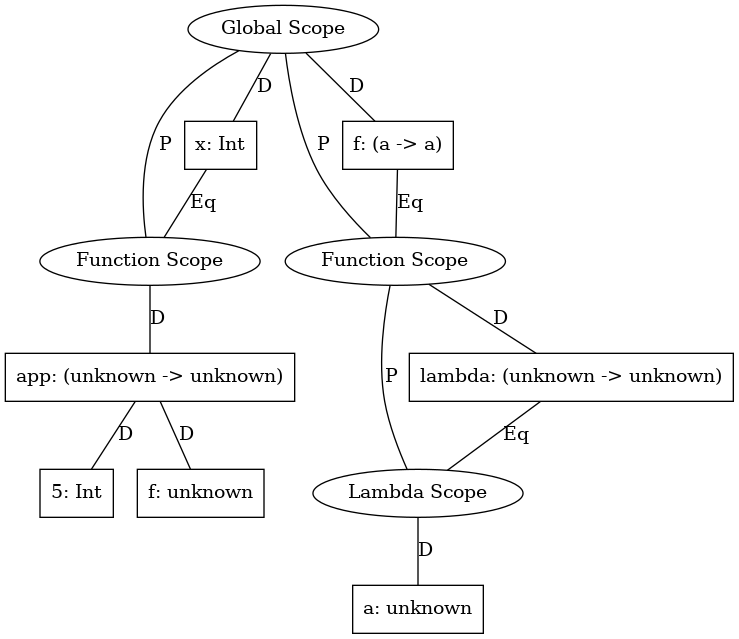 Global Scope
D
D
P
x: Int
P
f: (a -> a)
Eq
Eq
Function Scope
Function Scope
D
D
app: (unknown -> unknown)
P
lambda: (unknown -> unknown)
D
D
Eq
5: Int
f: unknown
Lambda Scope
D
a: unknown